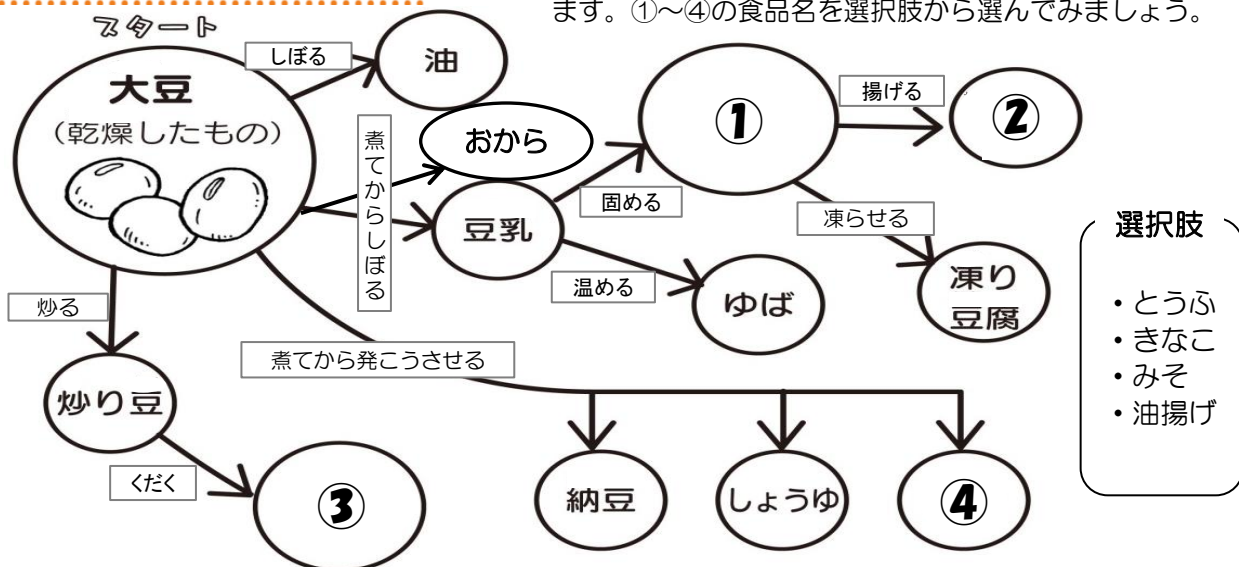 ます。①～④の食品名を選択肢から選んでみましょう。
スタート
大豆
(乾燥したもの)
しぼる
油
煮てからしぼる
おから
豆乳
固める
①
揚げる
②
凍らせる
凍り
豆腐
温める
ゆば
炒る
炒り豆
くだく
③
煮てから発こうさせる
納豆
しょうゆ
④
選択肢
・とうふ
・きなこ
・みそ
・油揚げ